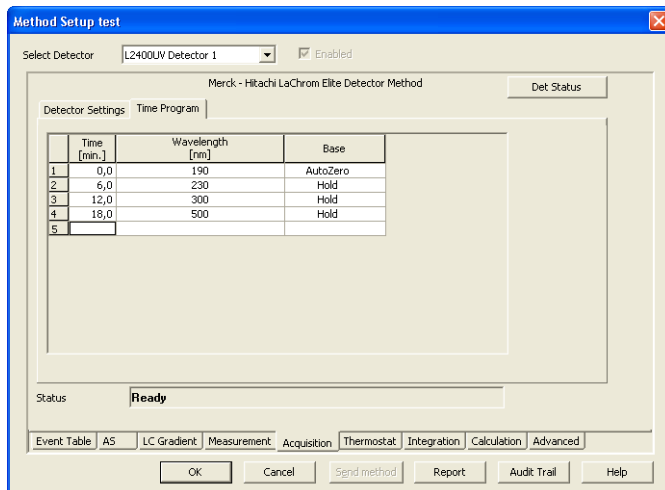 Method Setup test
Select Detector L2400UV Detector 1 Enabled
Merck - Hitachi LaChrom Elite Detector Method Det Status
Detector Settings Time Program
Time [min.] Wavelength [nm] Base
1 0,0 190 AutoZero
2 6,0 230 Hold
3 12,0 300 Hold
4 18,0 500 Hold
5
Status Ready
Event Table AS LC Gradient Measurement Acquisition Thermostat Integration Calculation Advanced
OK Cancel Send method Report Audit Trail Help